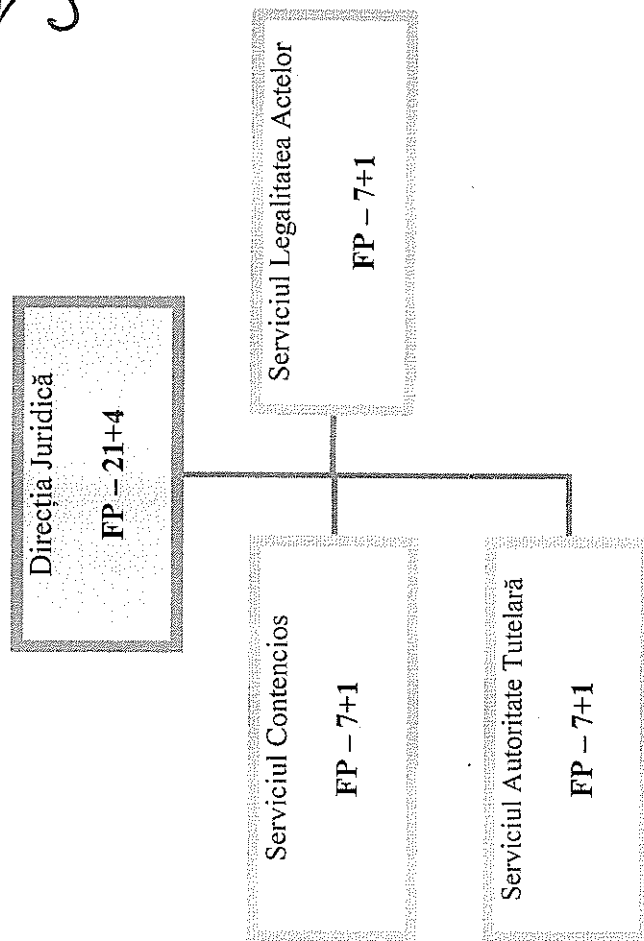 Direcția Juridică
FP – 21+4
Serviciul Contencios
FP – 7+1
Serviciul Legalitatea Actelor
FP – 7+1
Serviciul Autoritate Tutelară
FP – 7+1